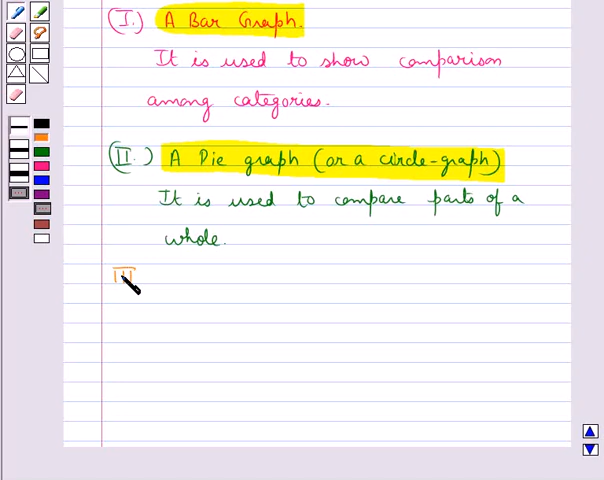 (I.) A Bar Graph.
It is used to show comparison
among categories.
(II.) A Pie graph (or a circle-graph)
It is used to compare parts of a
whole.
III